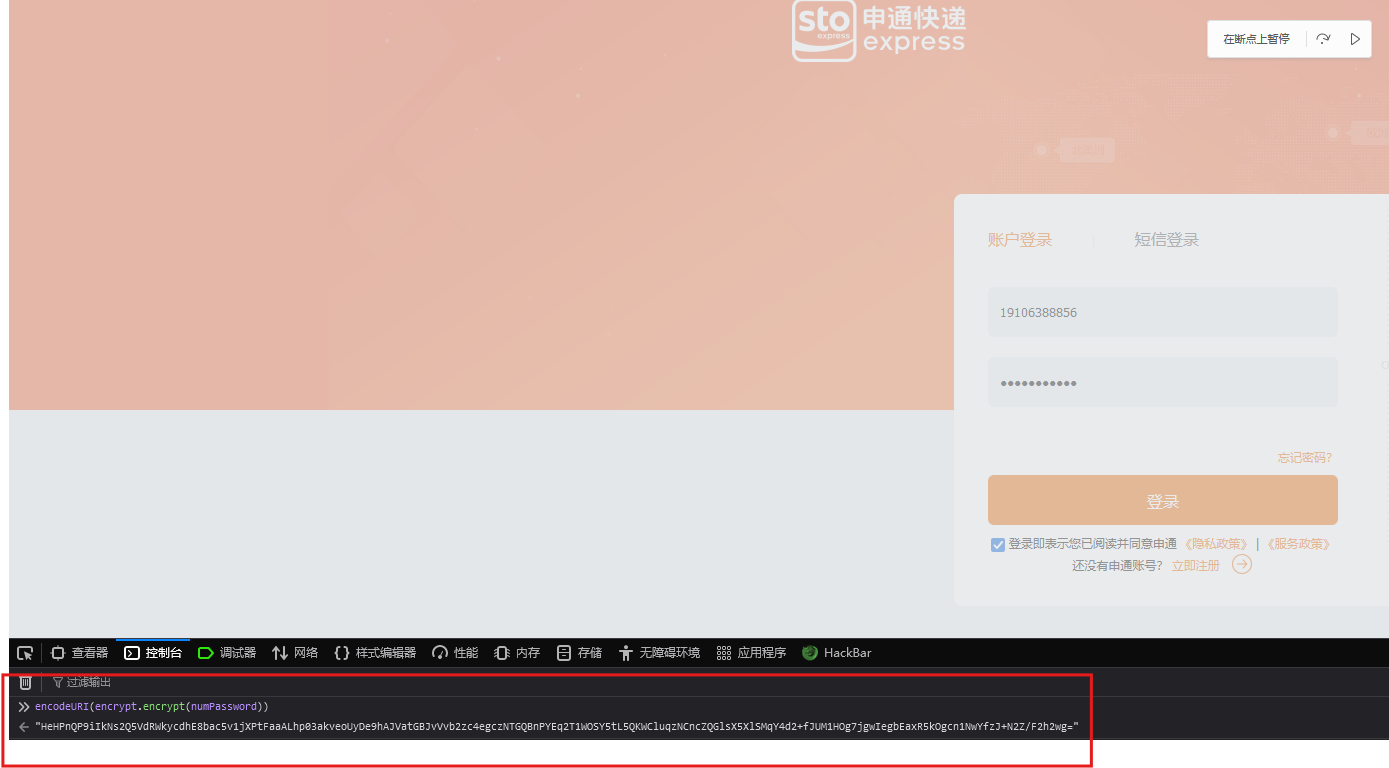 sto 申通快递
express express
在断点上暂停
账户登录 短信登录
19106388856
•••••••••••
忘记密码?
登录
登录即表示您已阅读并同意申通《隐私政策》 | 《服务政策》
还没有申通账号? 立即注册
查看器 控制台 调试器 网络 {} 样式编辑器 性能 内存 存储 无障碍环境 应用程序 HackBar
过滤输出
encodeURI(encrypt.encrypt(numPassword))
"HeHPnQP9iIkNs2Q5VdRWkycdhE8bac5v1jXPtFaaALhp03akveoUyDe9hAJVatGBJvVvb2zc4egczNTGQBnPYEq2T1WOSY5tL5QKWCluqzNCncZQGlsX5XlSMqY4d2+fJUM1HOg7jgwIegbEaxR5kOgcn1NwYfzJ+N2Z/F2h2wg="